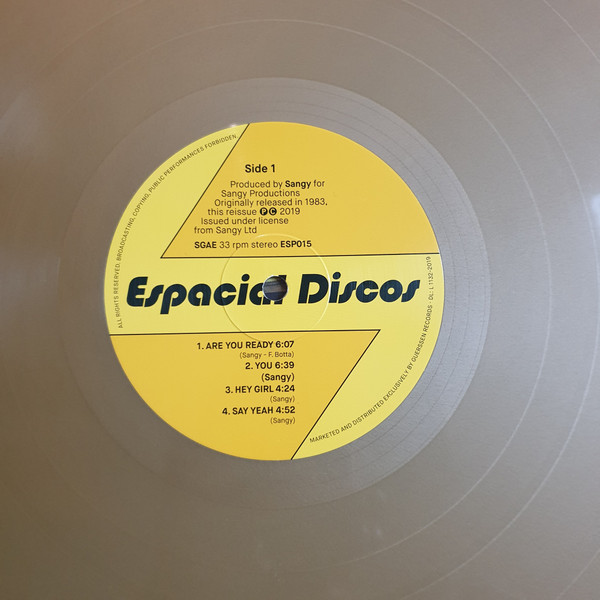 Side 1
Produced by Sangy for
Sangy Productions
Originally released in 1983,
this reissue ℗ © 2019
Issued under license
from Sangy Ltd
SGAE 33 rpm stereo ESP015
Espacial Discos
1. ARE YOU READY 6:07
(Sangy - F. Botta)
2. YOU 6:39
(Sangy)
3. HEY GIRL 4:24
(Sangy)
4. SAY YEAH 4:52
(Sangy)
ALL RIGHTS RESERVED, BROADCASTING, COPYING, PUBLIC PERFORMANCES FORBIDDEN.
MARKETED AND DISTRIBUTED EXCLUSIVELY BY GUERSSEN RECORDS · DL: L 1132-2019